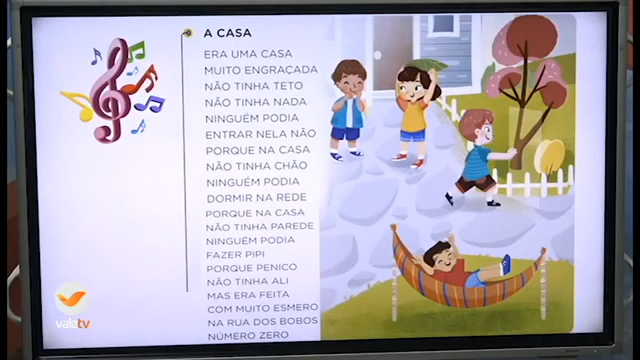 A CASA
ERA UMA CASA
MUITO ENGRAÇADA
NÃO TINHA TETO
NÃO TINHA NADA
NINGUÉM PODIA
ENTRAR NELA NÃO
PORQUE NA CASA
NÃO TINHA CHÃO
NINGUÉM PODIA
DORMIR NA REDE
PORQUE NA CASA
NÃO TINHA PAREDE
NINGUÉM PODIA
FAZER PIPI
PORQUE PENICO
NÃO TINHA ALI
MAS ERA FEITA
COM MUITO ESMERO
NA RUA DOS BOBOS
NÚMERO ZERO
valetv